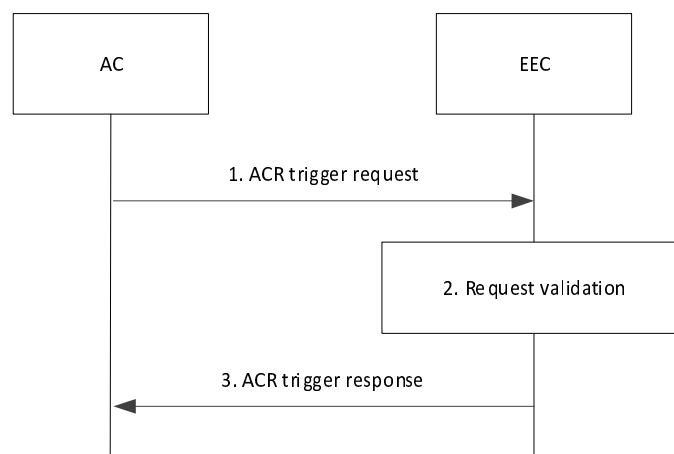 AC
EEC
1. ACR trigger request
2. Request validation
3. ACR trigger response